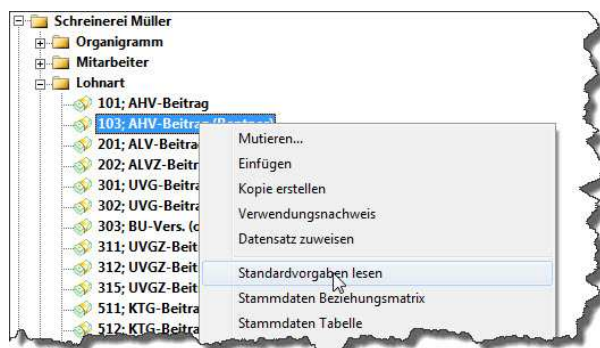 Schreinerei Müller
Organigramm
Mitarbeiter
Lohnart
101; AHV-Beitrag
103; AHV-Beitrag (Rentner)
201; ALV-Beitra
202; ALVZ-Beitr
301; UVG-Beitra
302; UVG-Beitra
303; BU-Vers. (c
311; UVGZ-Beit
312; UVGZ-Beit
315; UVGZ-Beit
511; KTG-Beitra
512; KTG-Beitra
Mutieren...
Einfügen
Kopie erstellen
Verwendungsnachweis
Datensatz zuweisen
Standardvorgaben lesen
Stammdaten Beziehungsmatrix
Stammdaten Tabelle